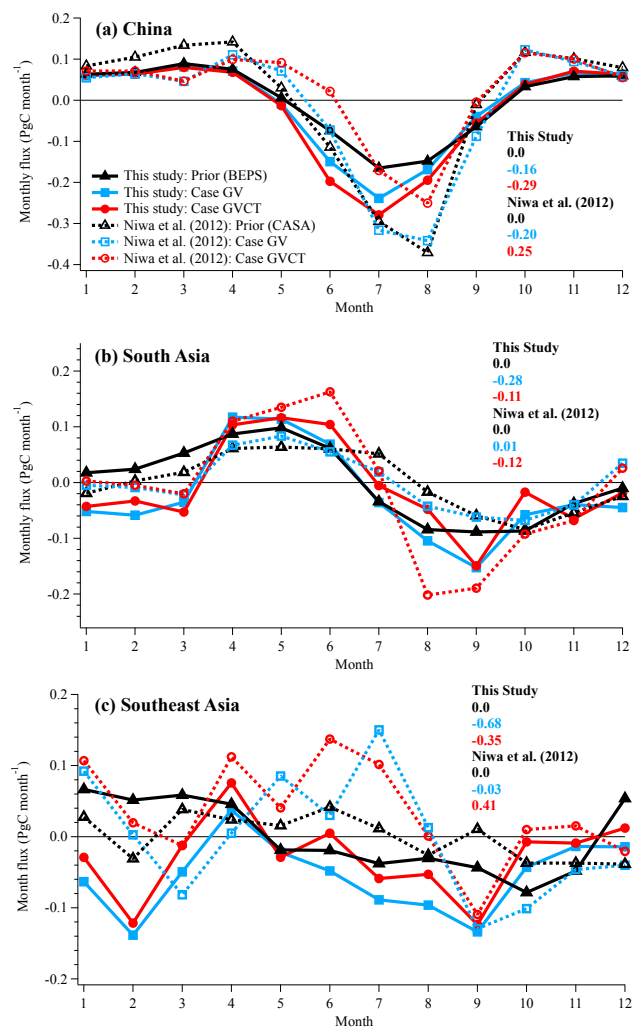 (a) China
0.2
0.1
0.0
-0.1
-0.2
-0.3
-0.4
Monthly flux (PgC month-1)
This study: Prior (BEPS)
This study: Case GV
This study: Case GVCT
Niwa et al. (2012): Prior (CASA)
Niwa et al. (2012): Case GV
Niwa et al. (2012): Case GVCT
This Study
0.0
-0.16
-0.29
Niwa et al. (2012)
0.0
-0.20
0.25
1 2 3 4 5 6 7 8 9 10 11 12
Month
(b) South Asia
0.2
0.1
0.0
-0.1
-0.2
Monthly flux (PgC month-1)
This Study
0.0
-0.28
-0.11
Niwa et al. (2012)
0.0
0.01
-0.12
1 2 3 4 5 6 7 8 9 10 11 12
Month
(c) Southeast Asia
0.2
0.1
0.0
-0.1
-0.2
Month flux (PgC month-1)
This Study
0.0
-0.68
-0.35
Niwa et al. (2012)
0.0
-0.03
0.41
1 2 3 4 5 6 7 8 9 10 11 12
Month